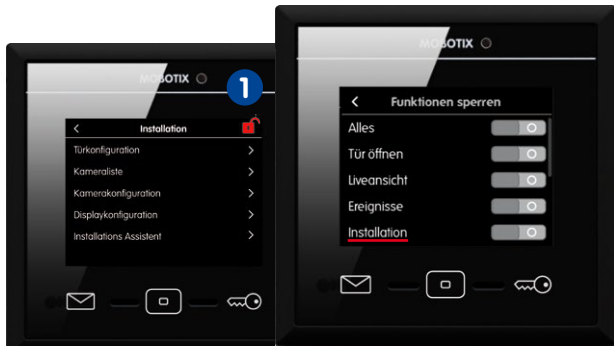 MOBOTIX
1
Installation
Türkonfiguration
Kameraliste
Kamerakonfiguration
Displaykonfiguration
Installations Assistent
MOBOTIX
Funktionen sperren
Alles
Tür öffnen
Liveansicht
Ereignisse
Installation